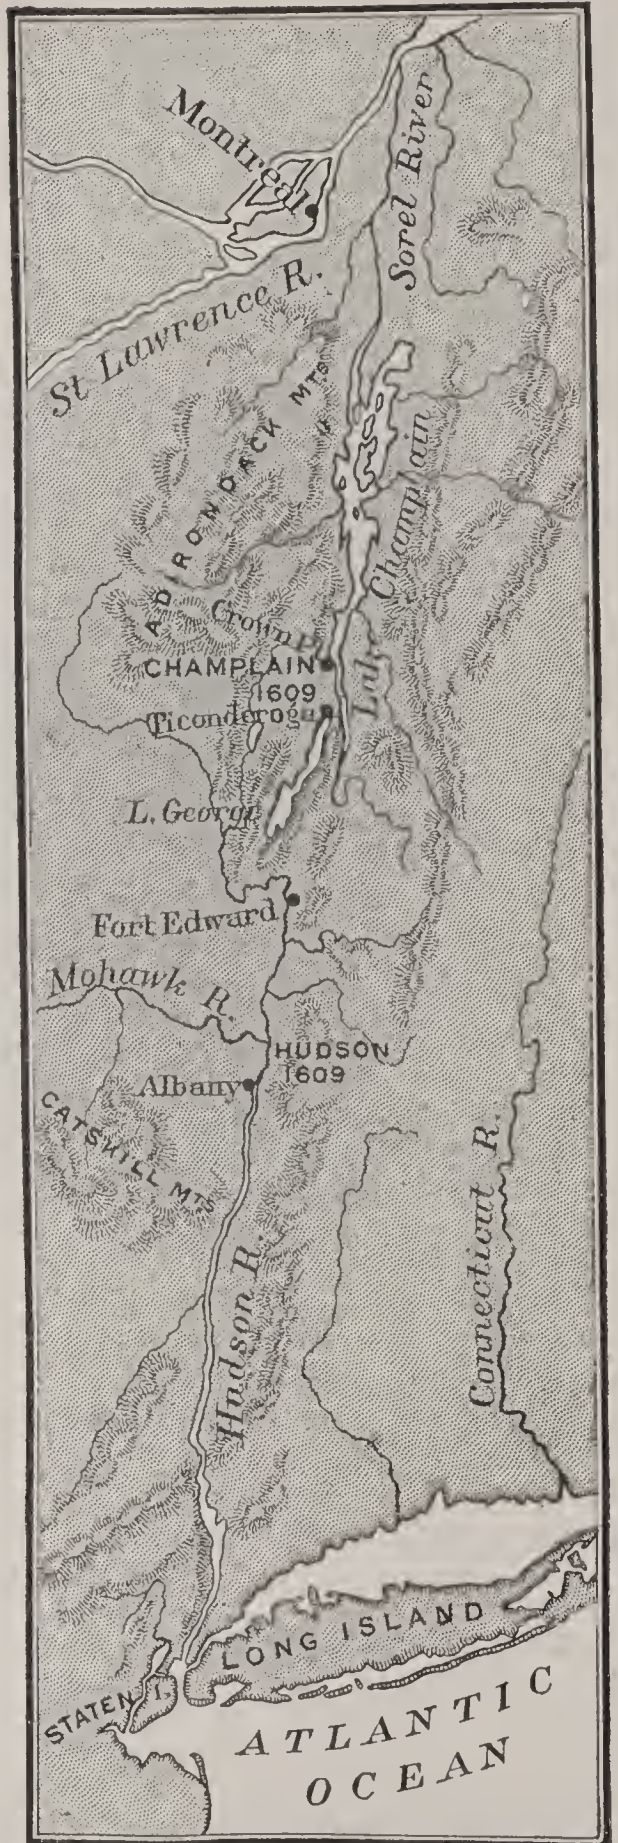 Montreal
Sorel River
St Lawrence R.
ADIRONDACK MTS
Lake Champlain
Crown P.
CHAMPLAIN
1609
Ticonderoga
L. George
Fort Edward
Mohawk R.
HUDSON
1609
Albany
CATSKILL MTS
Hudson R.
Connecticut R.
LONG ISLAND
STATEN I.
ATLANTIC
OCEAN